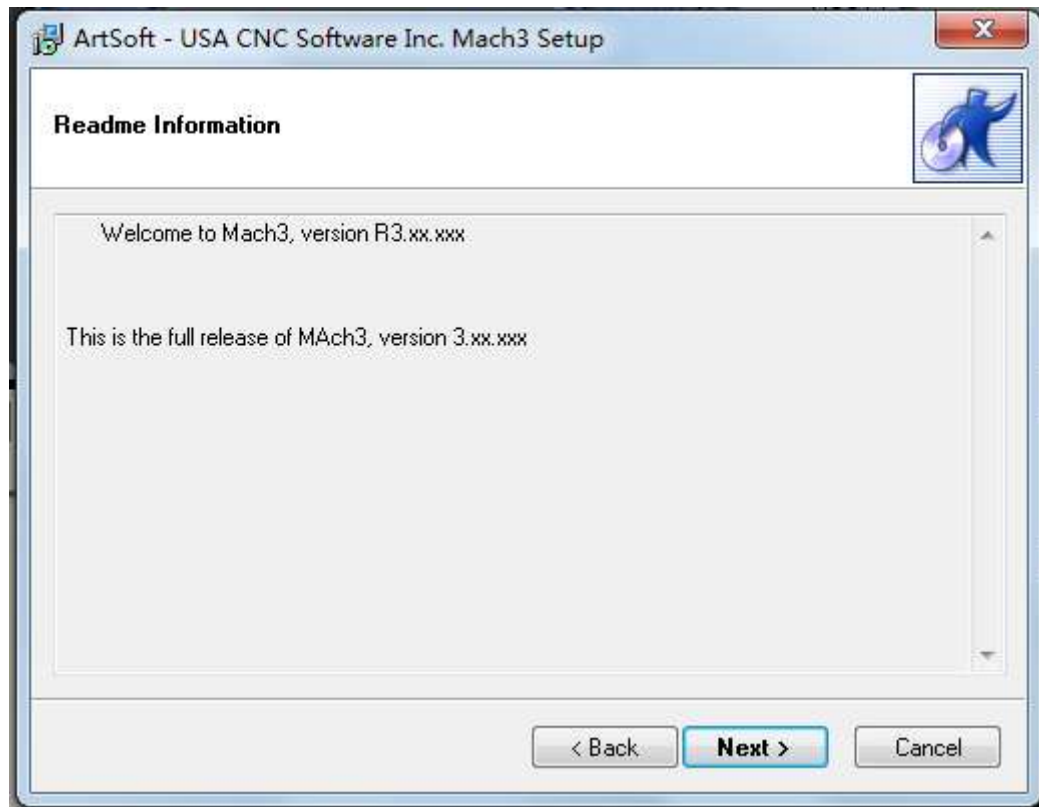 ArtSoft - USA CNC Software Inc. Mach3 Setup
Readme Information
Welcome to Mach3, version R3.xx.xxx
This is the full release of MAch3, version 3.xx.xxx
< Back
Next >
Cancel